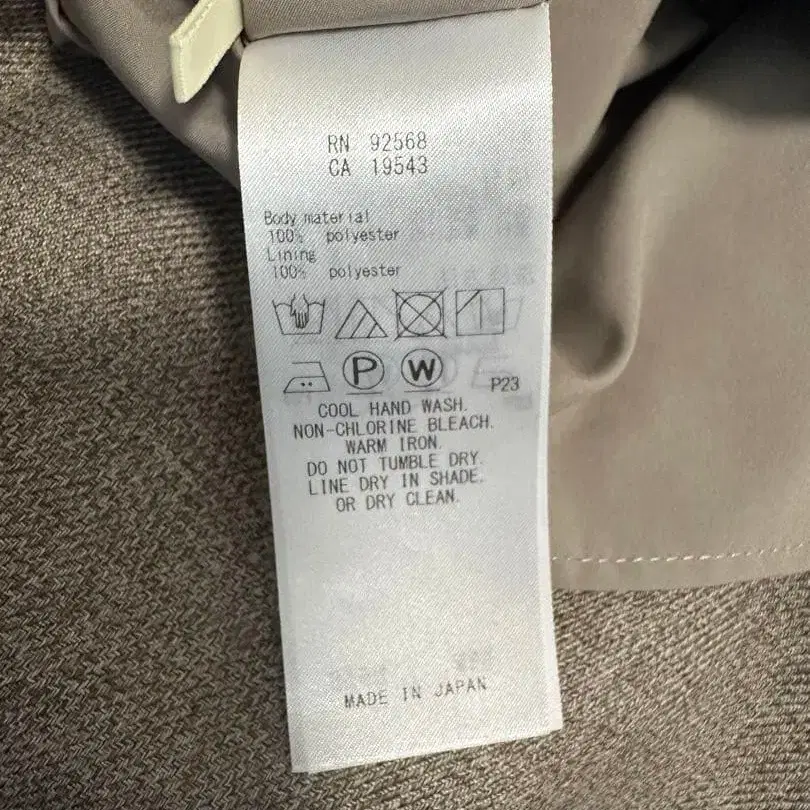 RN 92568
CA 19543
Body material
100% polyester
Lining
100% polyester
P W P23
COOL HAND WASH.
NON-CHLORINE BLEACH.
WARM IRON.
DO NOT TUMBLE DRY.
LINE DRY IN SHADE.
OR DRY CLEAN.
MADE IN JAPAN